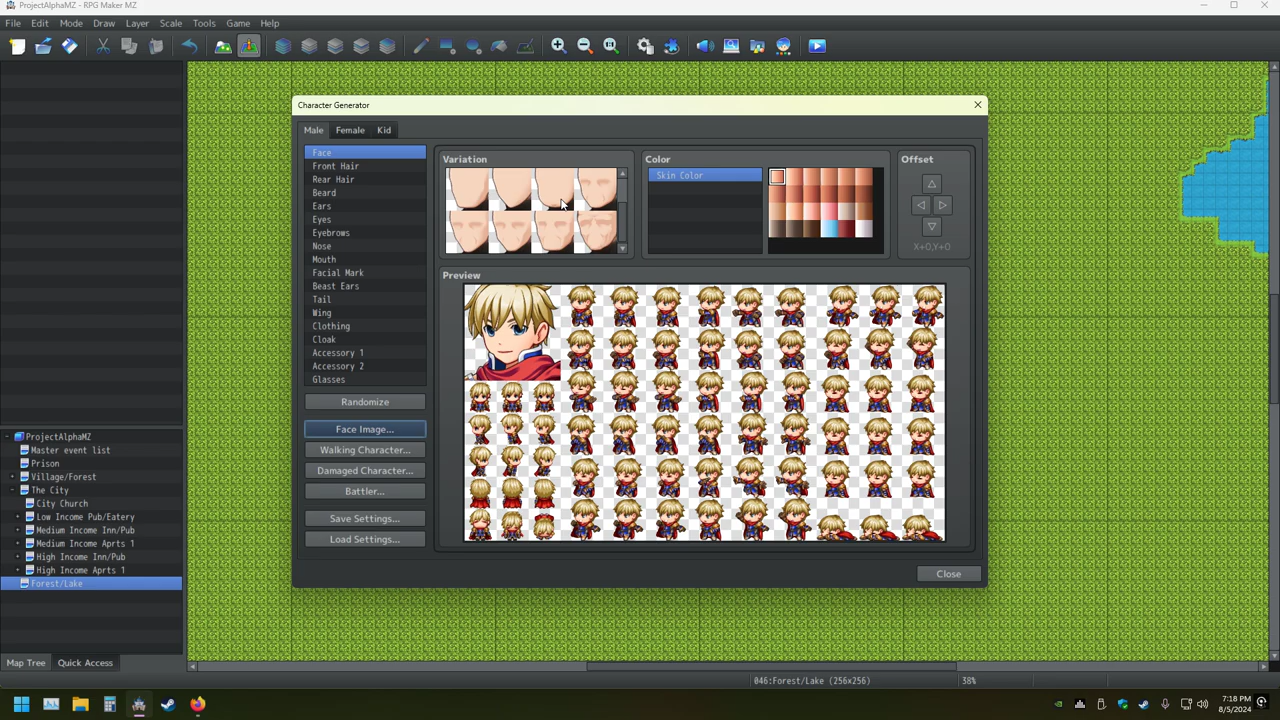 ProjectAlphaMZ - RPG Maker MZ
File Edit Mode Draw Layer Scale Tools Game Help
Character Generator
Male Female Kid
Face
Front Hair
Rear Hair
Beard
Ears
Eyes
Eyebrows
Nose
Mouth
Facial Mark
Beast Ears
Tail
Wing
Clothing
Cloak
Accessory 1
Accessory 2
Glasses
Randomize
Face Image...
Walking Character...
Damaged Character...
Battler...
Save Settings...
Load Settings...
Variation
Color
Skin Color
Offset
X+0,Y+0
Preview
Close
ProjectAlphaMZ
Master event list
Prison
Village/Forest
The City
City Church
Low Income Pub/Eatery
Medium Income Inn/Pub
Medium Income Aprts 1
High Income Inn/Pub
High Income Aprts 1
Forest/Lake
Map Tree Quick Access
046:Forest/Lake (256x256) 38%
7:18 PM
8/5/2024